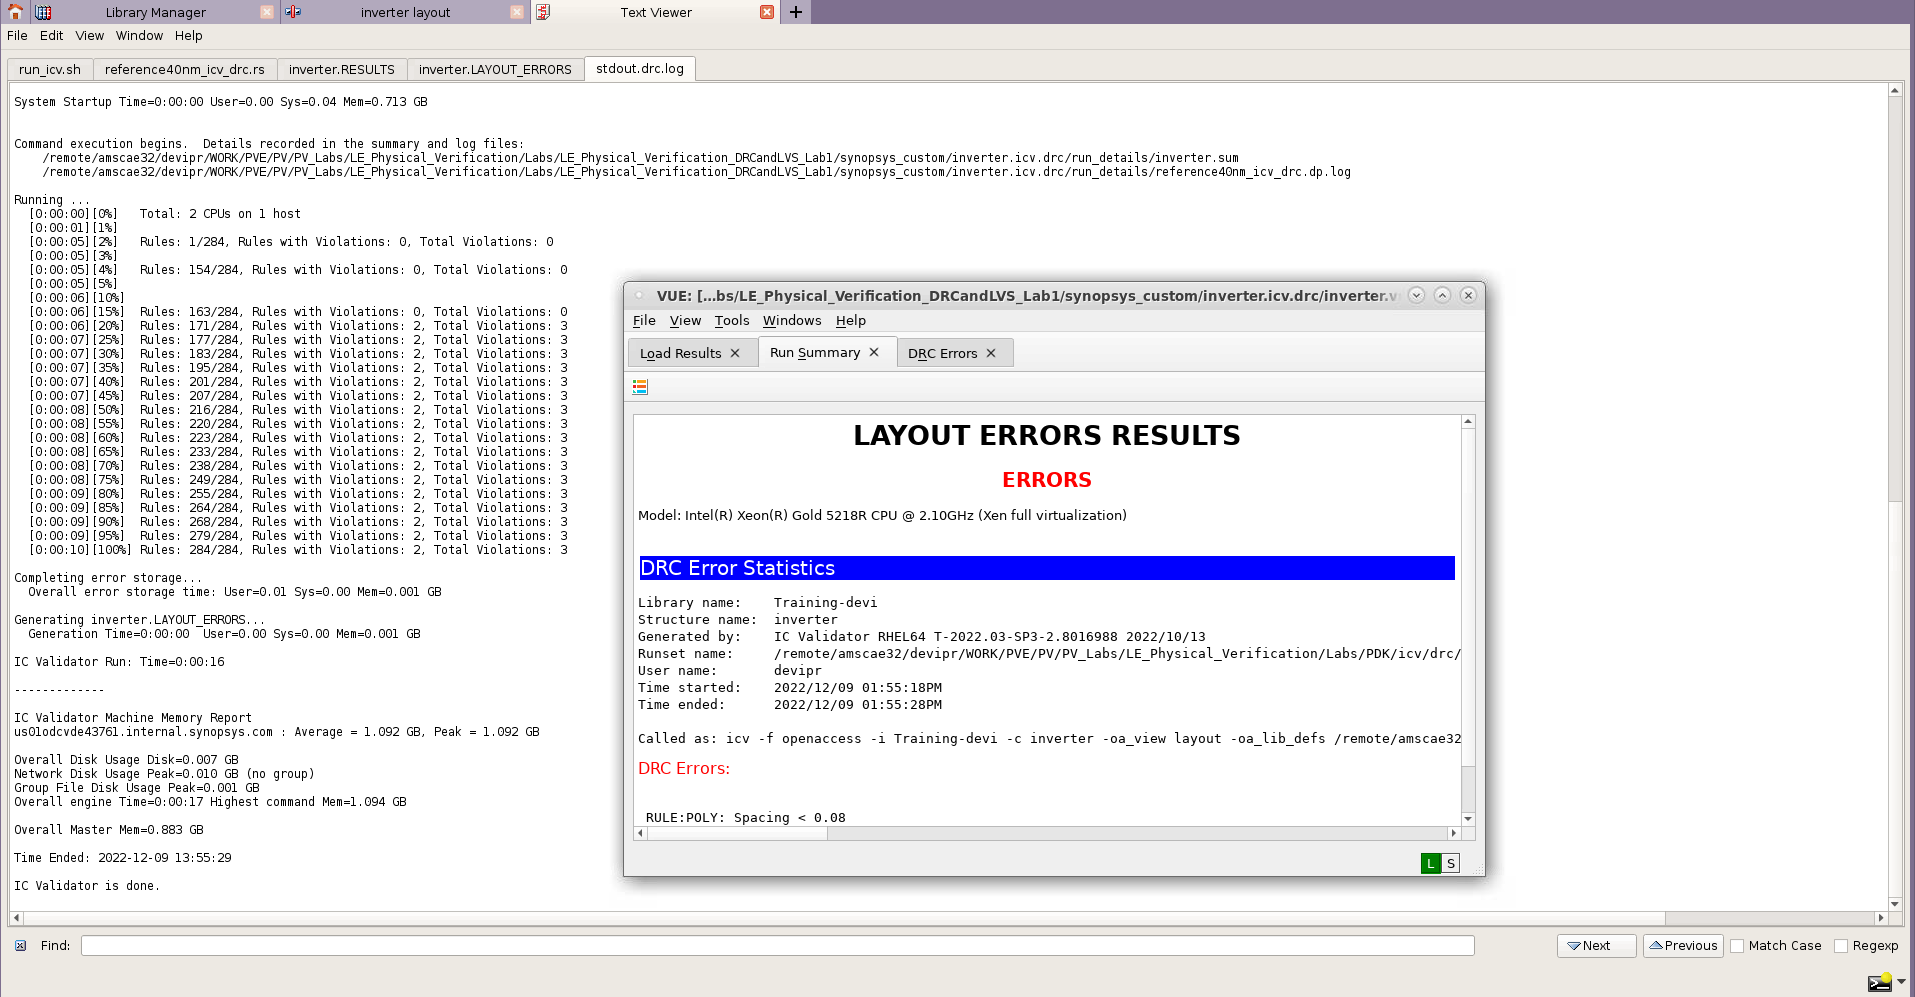 Library Manager
inverter layout
Text Viewer
File Edit View Window Help
run_icv.sh
reference40nm_icv_drc.rs
inverter.RESULTS
inverter.LAYOUT_ERRORS
stdout.drc.log
System Startup Time=0:00:00 User=0.00 Sys=0.04 Mem=0.713 GB
Command execution begins.  Details recorded in the summary and log files:
/remote/amscae32/devipr/WORK/PVE/PV/PV_Labs/LE_Physical_Verification/Labs/LE_Physical_Verification_DRCandLVS_Lab1/synopsys_custom/inverter.icv.drc/run_details/inverter.sum
/remote/amscae32/devipr/WORK/PVE/PV/PV_Labs/LE_Physical_Verification/Labs/LE_Physical_Verification_DRCandLVS_Lab1/synopsys_custom/inverter.icv.drc/run_details/reference40nm_icv_drc.dp.log
Running ...
[0:00:00][0%]   Total: 2 CPUs on 1 host
[0:00:01][1%]
[0:00:05][2%]   Rules: 1/284, Rules with Violations: 0, Total Violations: 0
[0:00:05][3%]
[0:00:05][4%]   Rules: 154/284, Rules with Violations: 0, Total Violations: 0
[0:00:05][5%]
[0:00:06][10%]
[0:00:06][15%]  Rules: 163/284, Rules with Violations: 0, Total Violations: 0
[0:00:06][20%]  Rules: 171/284, Rules with Violations: 2, Total Violations: 3
[0:00:07][25%]  Rules: 177/284, Rules with Violations: 2, Total Violations: 3
[0:00:07][30%]  Rules: 183/284, Rules with Violations: 2, Total Violations: 3
[0:00:07][35%]  Rules: 195/284, Rules with Violations: 2, Total Violations: 3
[0:00:07][40%]  Rules: 201/284, Rules with Violations: 2, Total Violations: 3
[0:00:07][45%]  Rules: 207/284, Rules with Violations: 2, Total Violations: 3
[0:00:08][50%]  Rules: 216/284, Rules with Violations: 2, Total Violations: 3
[0:00:08][55%]  Rules: 220/284, Rules with Violations: 2, Total Violations: 3
[0:00:08][60%]  Rules: 223/284, Rules with Violations: 2, Total Violations: 3
[0:00:08][65%]  Rules: 233/284, Rules with Violations: 2, Total Violations: 3
[0:00:08][70%]  Rules: 238/284, Rules with Violations: 2, Total Violations: 3
[0:00:08][75%]  Rules: 249/284, Rules with Violations: 2, Total Violations: 3
[0:00:09][80%]  Rules: 255/284, Rules with Violations: 2, Total Violations: 3
[0:00:09][85%]  Rules: 264/284, Rules with Violations: 2, Total Violations: 3
[0:00:09][90%]  Rules: 268/284, Rules with Violations: 2, Total Violations: 3
[0:00:09][95%]  Rules: 279/284, Rules with Violations: 2, Total Violations: 3
[0:00:10][100%] Rules: 284/284, Rules with Violations: 2, Total Violations: 3
Completing error storage...
Overall error storage time: User=0.01 Sys=0.00 Mem=0.001 GB
Generating inverter.LAYOUT_ERRORS...
Generation Time=0:00:00  User=0.00 Sys=0.00 Mem=0.001 GB
IC Validator Run: Time=0:00:16
-------------
IC Validator Machine Memory Report
us01odcvde43761.internal.synopsys.com : Average = 1.092 GB, Peak = 1.092 GB
Overall Disk Usage Disk=0.007 GB
Network Disk Usage Peak=0.010 GB (no group)
Group File Disk Usage Peak=0.001 GB
Overall engine Time=0:00:17 Highest command Mem=1.094 GB
Overall Master Mem=0.883 GB
Time Ended: 2022-12-09 13:55:29
IC Validator is done.
VUE: [...bs/LE_Physical_Verification_DRCandLVS_Lab1/synopsys_custom/inverter.icv.drc/inverter.v
File View Tools Windows Help
Load Results
Run Summary
DRC Errors
LAYOUT ERRORS RESULTS
ERRORS
Model: Intel(R) Xeon(R) Gold 5218R CPU @ 2.10GHz (Xen full virtualization)
DRC Error Statistics
Library name:    Training-devi
Structure name:  inverter
Generated by:    IC Validator RHEL64 T-2022.03-SP3-2.8016988 2022/10/13
Runset name:     /remote/amscae32/devipr/WORK/PVE/PV/PV_Labs/LE_Physical_Verification/Labs/PDK/icv/drc/
User name:       devipr
Time started:    2022/12/09 01:55:18PM
Time ended:      2022/12/09 01:55:28PM
Called as: icv -f openaccess -i Training-devi -c inverter -oa_view layout -oa_lib_defs /remote/amscae32
DRC Errors:
RULE:POLY: Spacing < 0.08
L S
Find:
Next
Previous
Match Case
Regexp